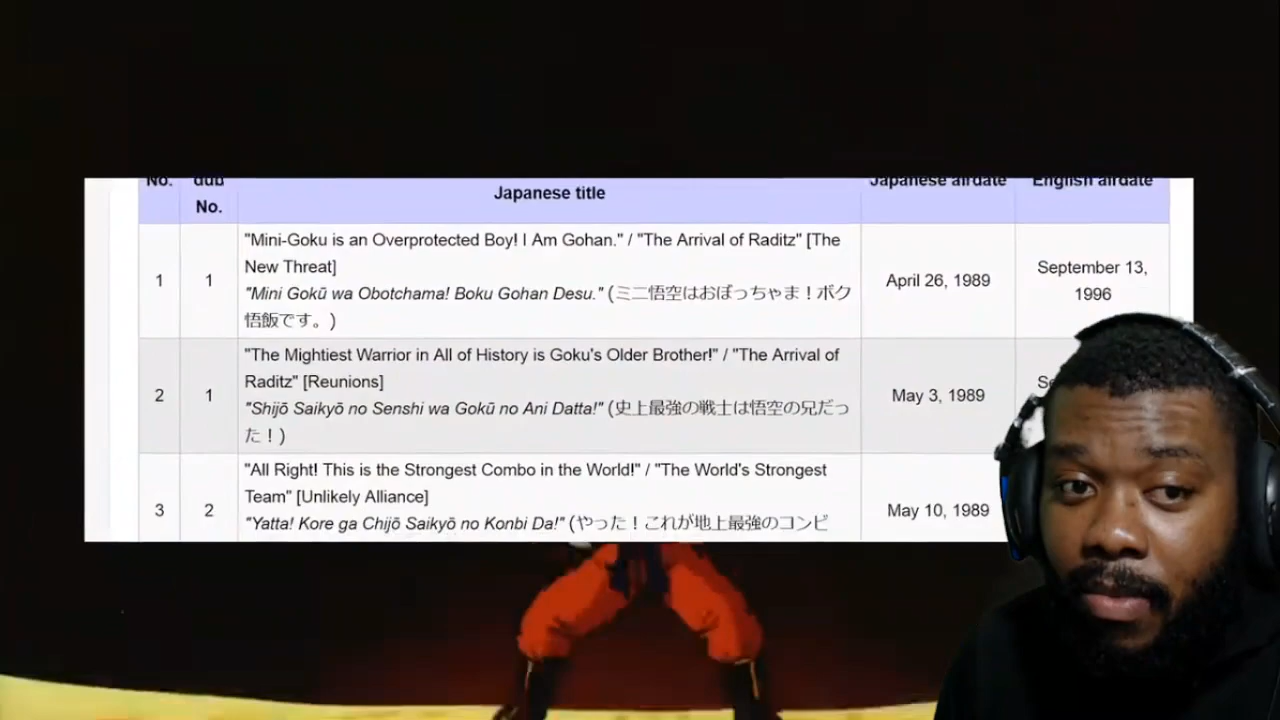 No.
dub
No.
Japanese title
Japanese airdate
English airdate
1
1
"Mini-Goku is an Overprotected Boy! I Am Gohan." / "The Arrival of Raditz" [The
New Threat]
"Mini Gokū wa Obotchama! Boku Gohan Desu." (ミニ悟空はおぼっちゃま！ボク
悟飯です。)
April 26, 1989
September 13,
1996
2
1
"The Mightiest Warrior in All of History is Goku's Older Brother!" / "The Arrival of
Raditz" [Reunions]
"Shijō Saikyō no Senshi wa Gokū no Ani Datta!" (史上最強の戦士は悟空の兄だっ
た！)
May 3, 1989
3
2
"All Right! This is the Strongest Combo in the World!" / "The World's Strongest
Team" [Unlikely Alliance]
"Yatta! Kore ga Chijō Saikyō no Konbi Da!" (やった！これが地上最強のコンビ
May 10, 1989